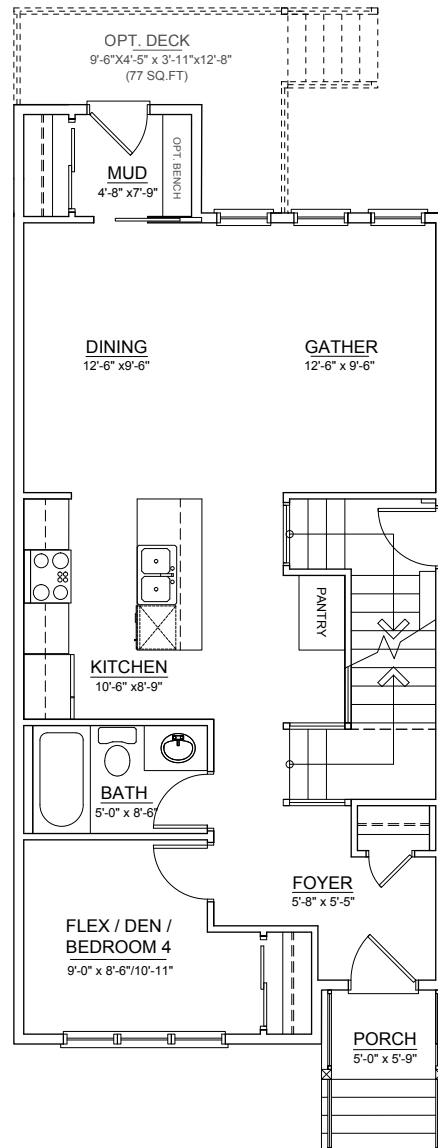 OPT. DECK
9'-6"X4'-5" x 3'-11"x12'-8"
(77 SQ.FT)
MUD
4'-8" x7'-9"
OPT. BENCH
DINING
12'-6" x9'-6"
GATHER
12'-6" x 9'-6"
PANTRY
KITCHEN
10'-6" x8'-9"
BATH
5'-0" x 8'-6"
FOYER
5'-8" x 5'-5"
FLEX / DEN /
BEDROOM 4
9'-0" x 8'-6"/10'-11"
PORCH
5'-0" x 5'-9"